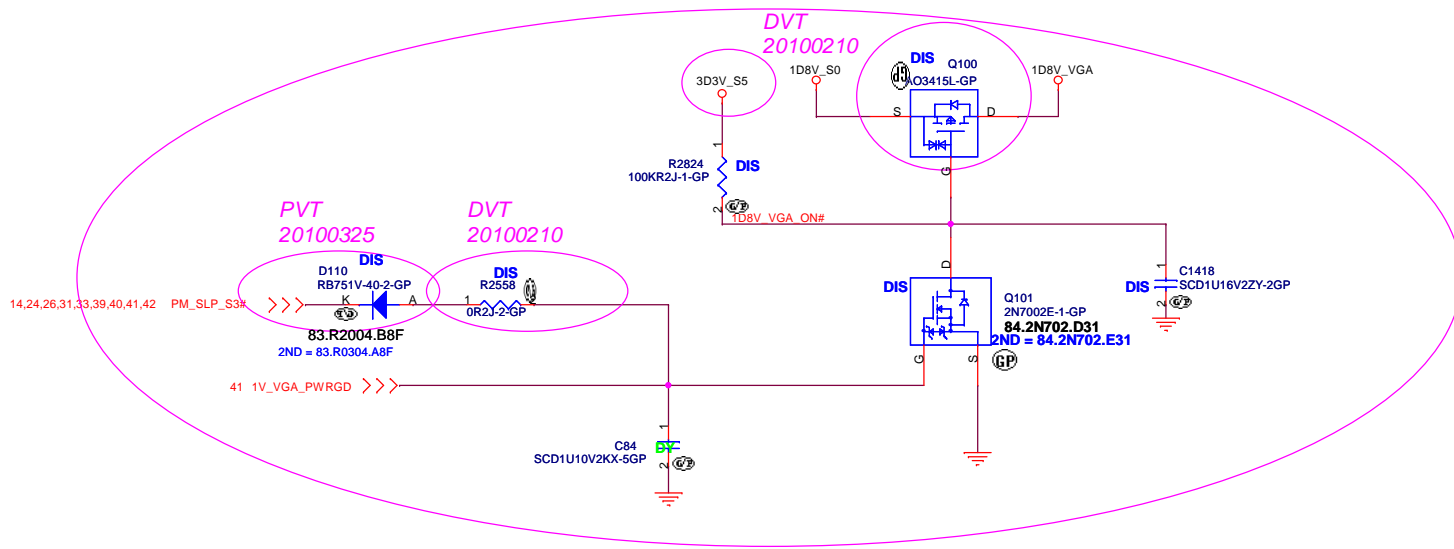 DVT
20100210
DIS
Q100
AO3415L-GP
GP
1D8V_S0
1D8V_VGA
3D3V_S5
S
D
G
1
R2824
100KR2J-1-GP
DIS
2
1D8V_VGA_ON#
PVT
20100325
DIS
D110
RB751V-40-2-GP
K
A
83.R2004.B8F
2ND = 83.R0304.A8F
14,24,26,31,33,39,40,41,42 PM_SLP_S3#
DVT
20100210
DIS
R2558
1
0R2J-2-GP
D
DIS
Q101
2N7002E-1-GP
84.2N702.D31
2ND = 84.2N702.E31
G
S
GP
1
C1418
DIS
SCD1U16V2ZY-2GP
2
41 1V_VGA_PWRGD
1
C84
DY
SCD1U10V2KX-5GP
2